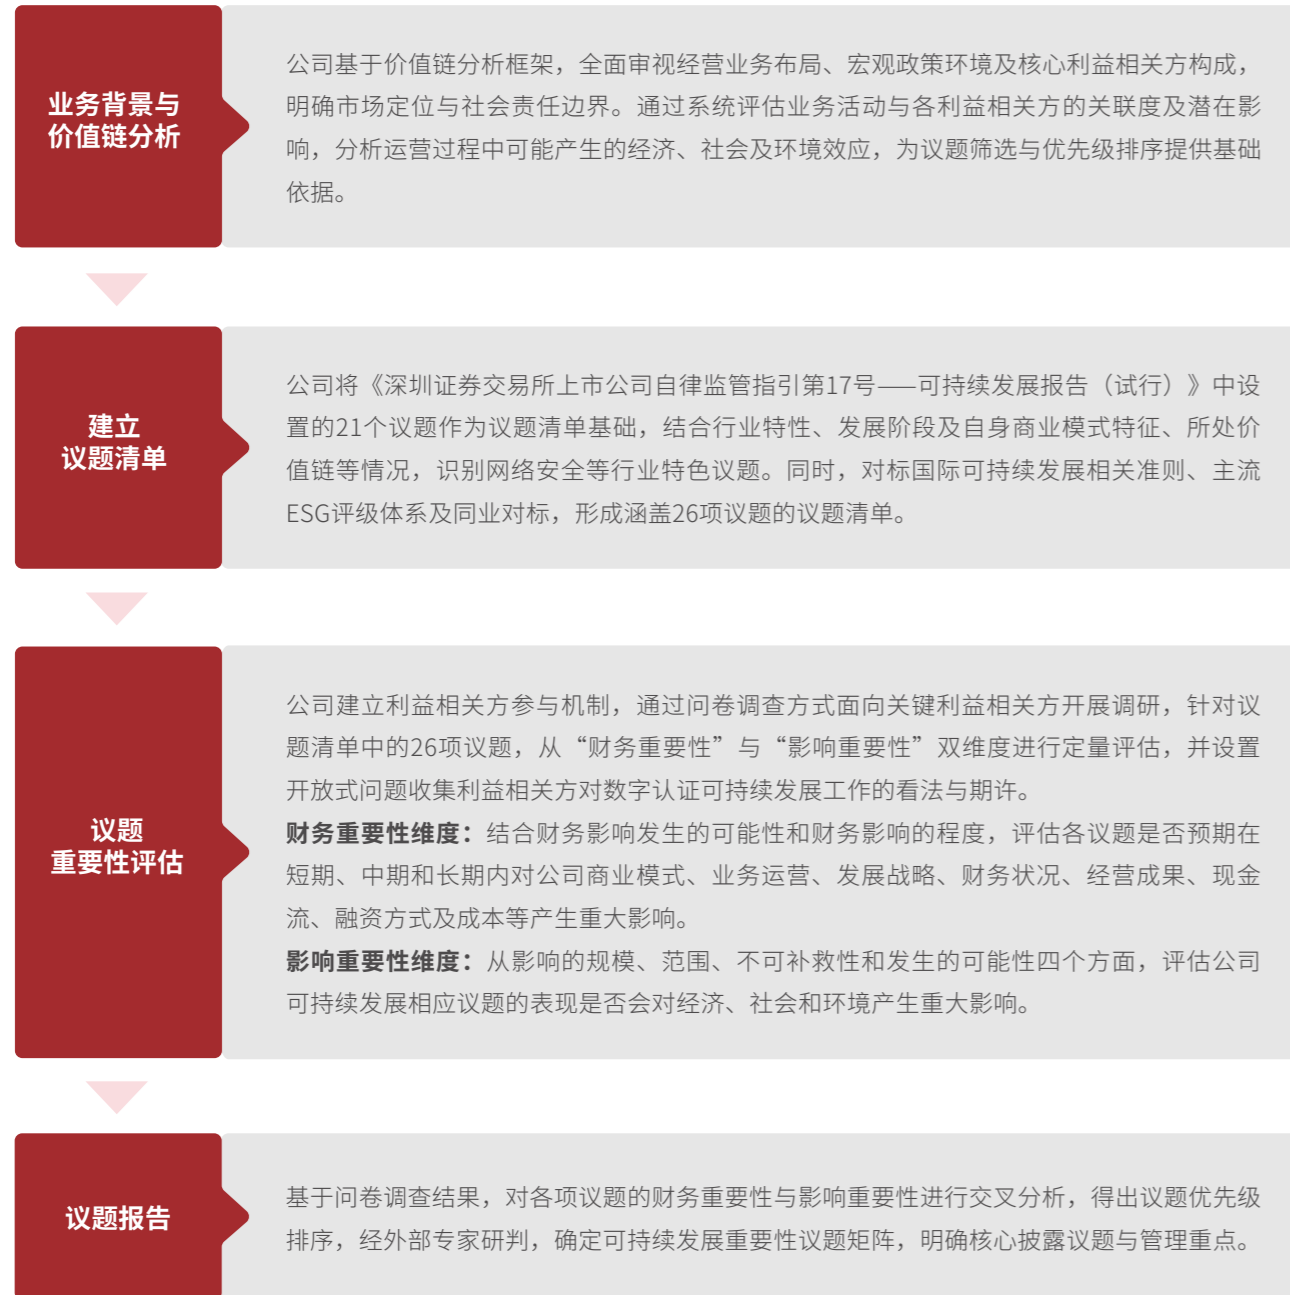 业务背景与
价值链分析
公司基于价值链分析框架，全面审视经营业务布局、宏观政策环境及核心利益相关方构成，
明确市场定位与社会责任边界。通过系统评估业务活动与各利益相关方的关联度及潜在影
响，分析运营过程中可能产生的经济、社会及环境效应，为议题筛选与优先级排序提供基础
依据。
建立
议题清单
公司将《深圳证券交易所上市公司自律监管指引第17号——可持续发展报告（试行）》中设
置的21个议题作为议题清单基础，结合行业特性、发展阶段及自身商业模式特征、所处价
值链等情况，识别网络安全等行业特色议题。同时，对标国际可持续发展相关准则、主流
ESG评级体系及同业对标，形成涵盖26项议题的议题清单。
议题
重要性评估
公司建立利益相关方参与机制，通过问卷调查方式面向关键利益相关方开展调研，针对议
题清单中的26项议题，从“财务重要性”与“影响重要性”双维度进行定量评估，并设置
开放式问题收集利益相关方对数字认证可持续发展工作的看法与期许。
财务重要性维度：结合财务影响发生的可能性和财务影响的程度，评估各议题是否预期在
短期、中期和长期内对公司商业模式、业务运营、发展战略、财务状况、经营成果、现金
流、融资方式及成本等产生重大影响。
影响重要性维度：从影响的规模、范围、不可补救性和发生的可能性四个方面，评估公司
可持续发展相应议题的表现是否会对经济、社会和环境产生重大影响。
议题报告
基于问卷调查结果，对各项议题的财务重要性与影响重要性进行交叉分析，得出议题优先级
排序，经外部专家研判，确定可持续发展重要性议题矩阵，明确核心披露议题与管理重点。